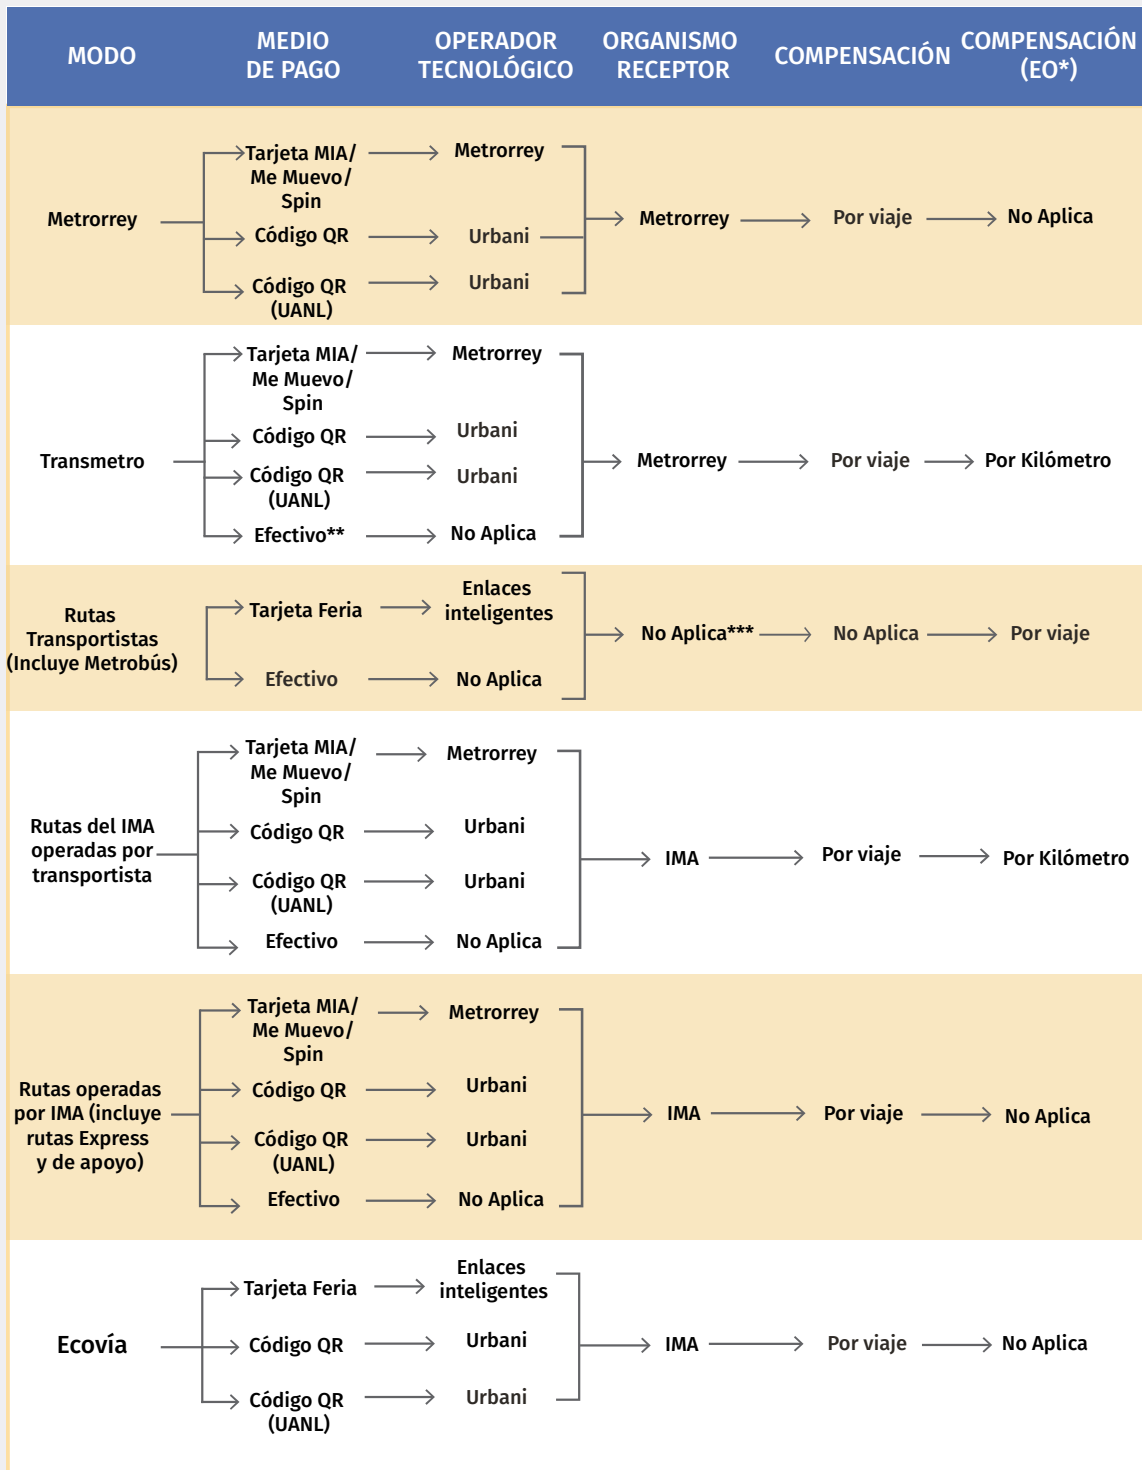 MODO
MEDIO
DE PAGO
OPERADOR
TECNOLÓGICO
ORGANISMO
RECEPTOR
COMPENSACIÓN
COMPENSACIÓN
(EO*)
Metrorrey
Tarjeta MIA/
Me Muevo/
Spin
Metrorrey
Código QR
Urbani
Código QR
(UANL)
Urbani
Metrorrey
Por viaje
No Aplica
Transmetro
Tarjeta MIA/
Me Muevo/
Spin
Metrorrey
Código QR
Urbani
Código QR
(UANL)
Urbani
Efectivo**
No Aplica
Metrorrey
Por viaje
Por Kilómetro
Rutas
Transportistas
(Incluye Metrobús)
Tarjeta Feria
Enlaces
inteligentes
Efectivo
No Aplica
No Aplica***
No Aplica
Por viaje
Rutas del IMA
operadas por
transportista
Tarjeta MIA/
Me Muevo/
Spin
Metrorrey
Código QR
Urbani
Código QR
(UANL)
Urbani
Efectivo
No Aplica
IMA
Por viaje
Por Kilómetro
Rutas operadas
por IMA (incluye
rutas Express
y de apoyo)
Tarjeta MIA/
Me Muevo/
Spin
Metrorrey
Código QR
Urbani
Código QR
(UANL)
Urbani
Efectivo
No Aplica
IMA
Por viaje
No Aplica
Ecovía
Tarjeta Feria
Enlaces
inteligentes
Código QR
Urbani
Código QR
(UANL)
Urbani
IMA
Por viaje
No Aplica